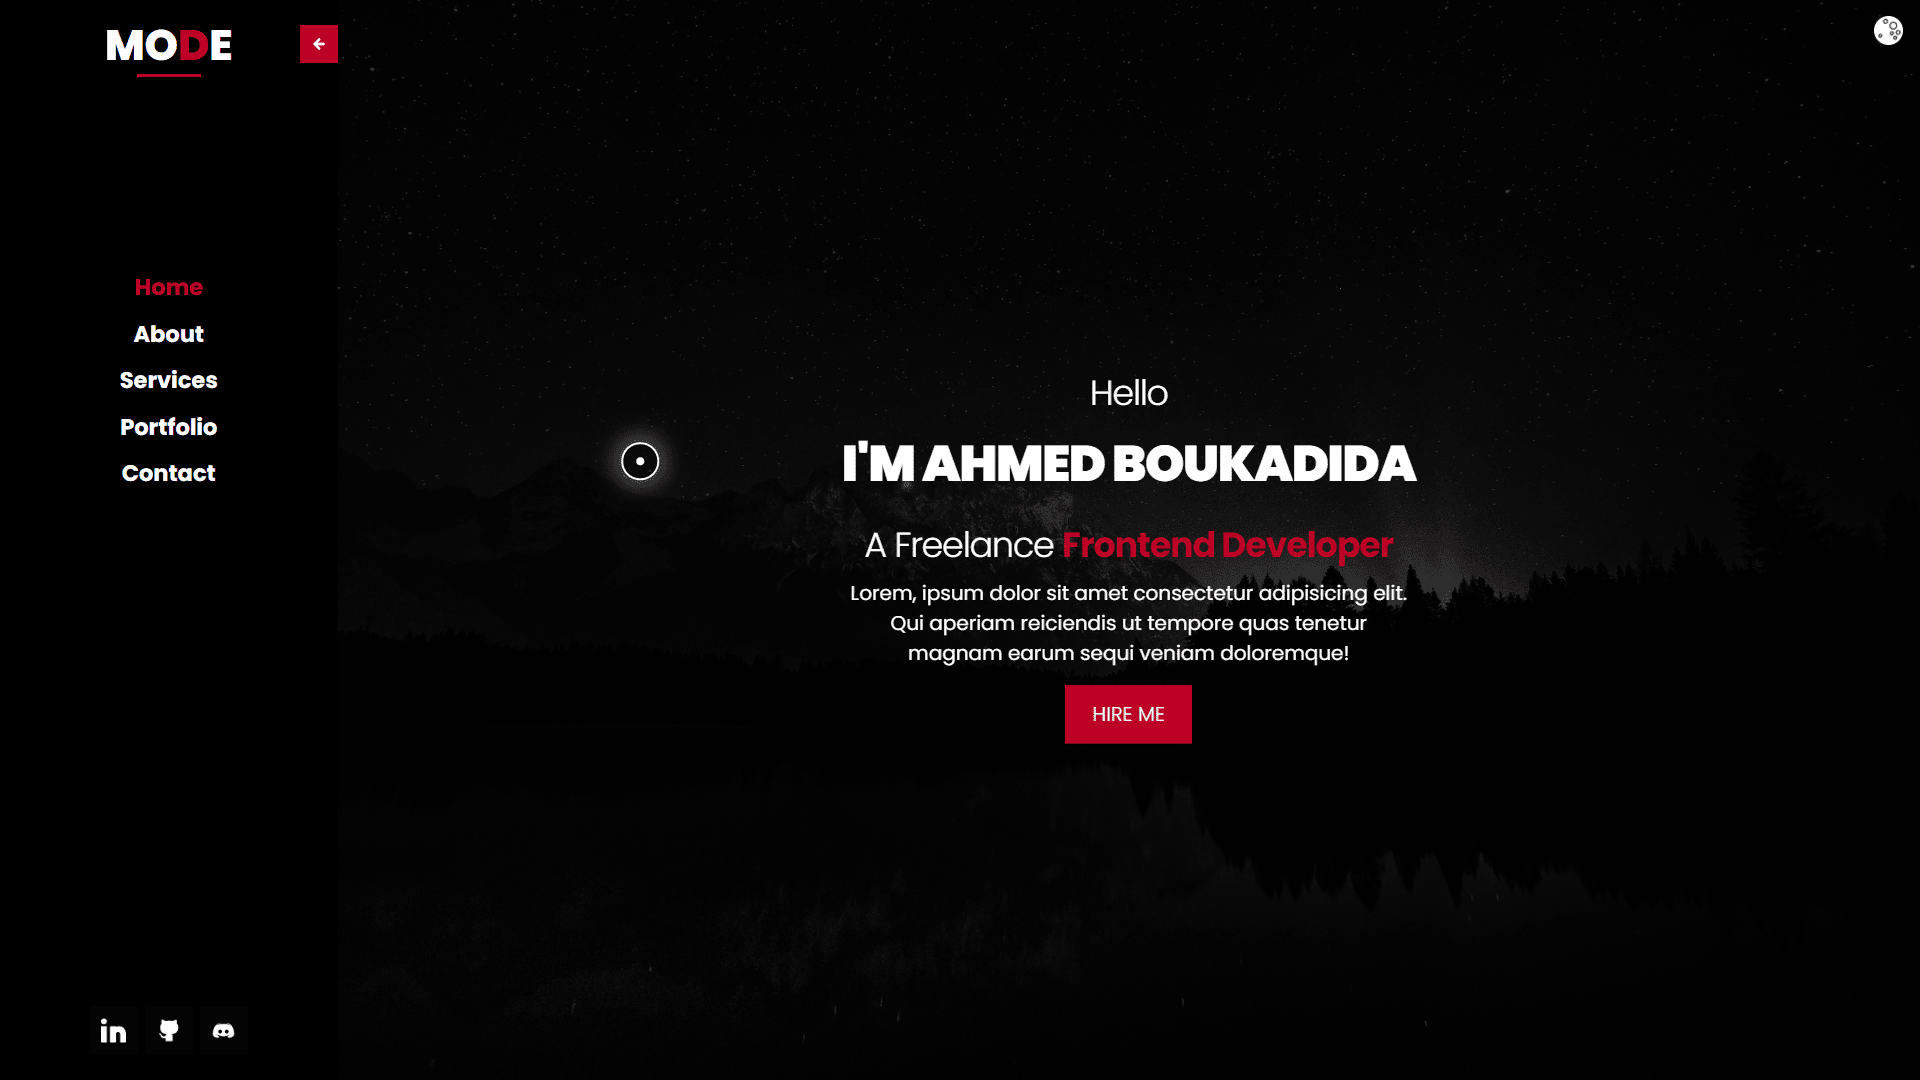 MODE
Home
About
Services
Portfolio
Contact
Hello
I'M AHMED BOUKADIDA
A Freelance Frontend Developer
Lorem, ipsum dolor sit amet consectetur adipisicing elit.
Qui aperiam reiciendis ut tempore quas tenetur
magnam earum sequi veniam doloremque!
HIRE ME
in